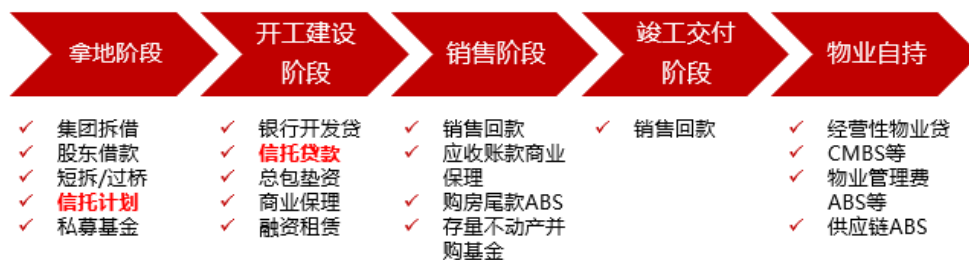 拿地阶段
开工建设
阶段
销售阶段
竣工交付
阶段
物业自持
集团拆借
股东借款
短拆/过桥
信托计划
私募基金
银行开发贷
信托贷款
总包垫资
商业保理
融资租赁
销售回款
应收账款商业
保理
购房尾款ABS
存量不动产并
购基金
销售回款
经营性物业贷
CMBS等
物业管理费
ABS等
供应链ABS